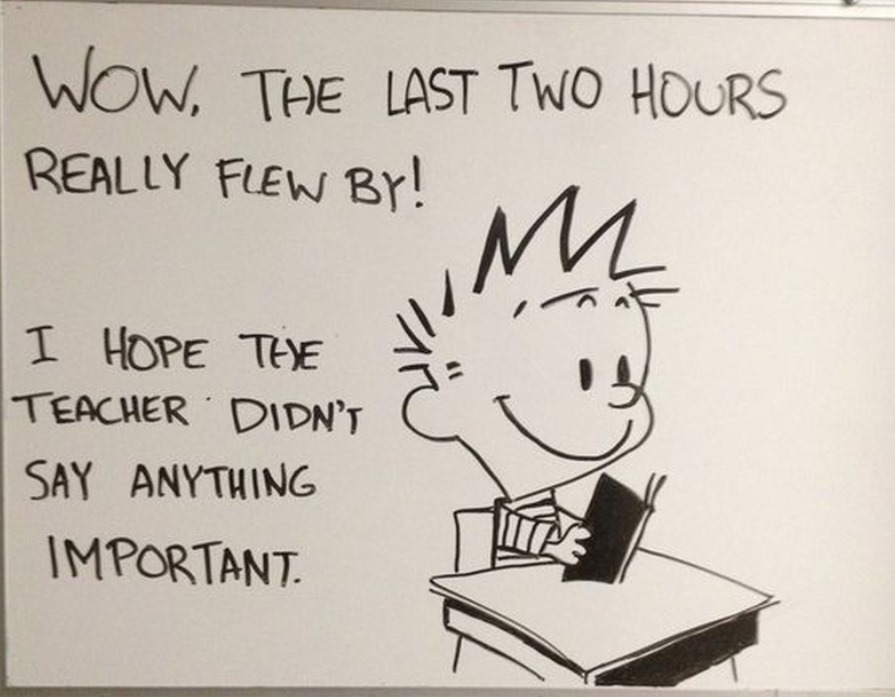 WOW, THE LAST TWO HOURS
REALLY FLEW BY!
I HOPE THE
TEACHER DIDN'T
SAY ANYTHING
IMPORTANT.